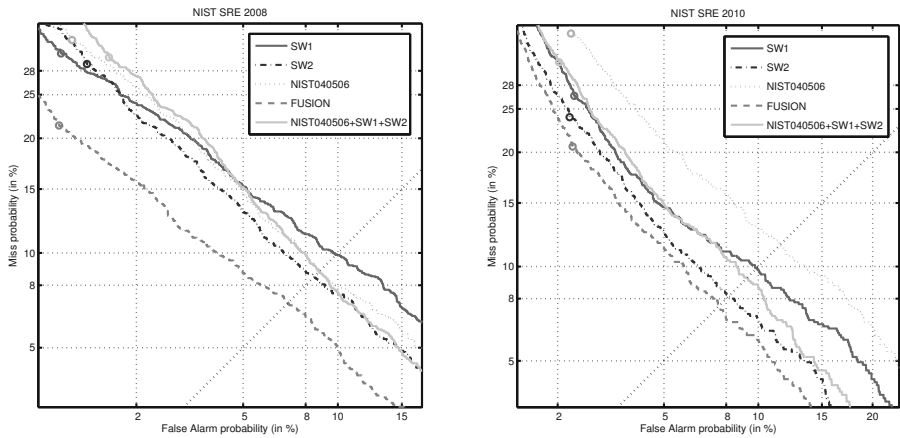 NIST SRE 2008
SW1
SW2
NIST040506
FUSION
NIST040506+SW1+SW2
28
25
20
15
10
8
5
Miss probability (in %)
2
5
8
10
15
False Alarm probability (in %)
NIST SRE 2010
SW1
SW2
NIST040506
FUSION
NIST040506+SW1+SW2
28
25
20
15
10
8
5
Miss probability (in %)
2
5
8
10
15
20
False Alarm probability (in %)